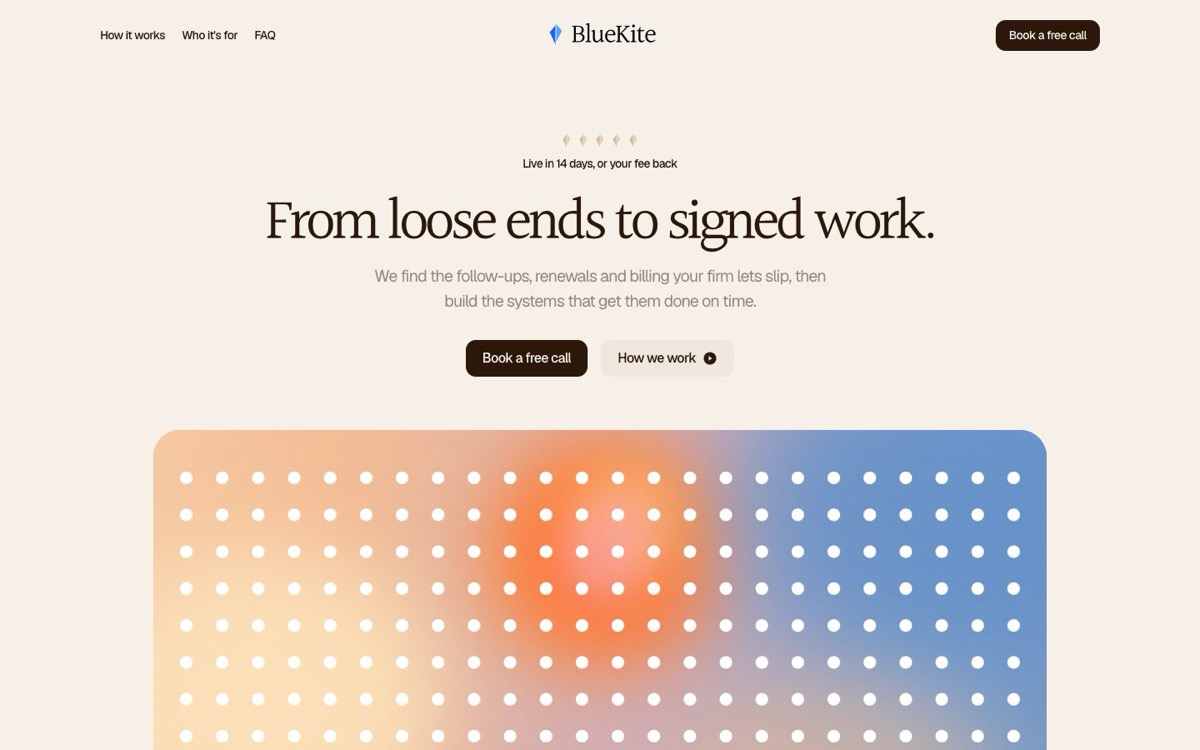 How it works
Who it's for
FAQ
BlueKite
Book a free call
Live in 14 days, or your fee back
From loose ends to signed work.
We find the follow-ups, renewals and billing your firm lets slip, then
build the systems that get them done on time.
Book a free call
How we work